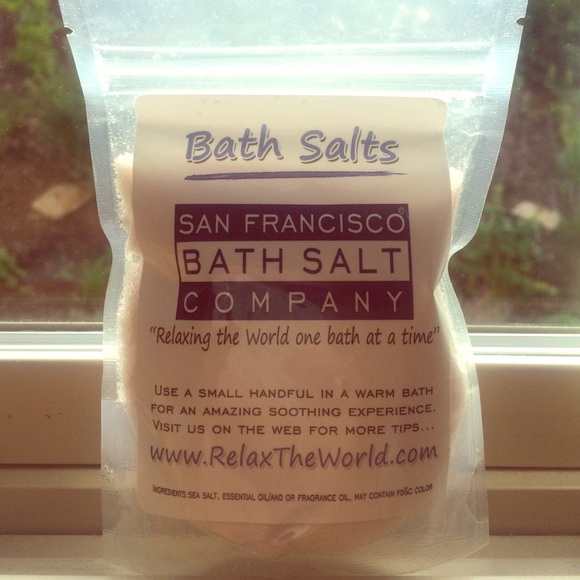 Bath Salts
SAN FRANCISCO®
BATH SALT
COMPANY
"Relaxing the World one bath at a time"
USE A SMALL HANDFUL IN A WARM BATH
FOR AN AMAZING SOOTHING EXPERIENCE.
VISIT US ON THE WEB FOR MORE TIPS...
www.RelaxTheWorld.com
INGREDIENTS: SEA SALT, ESSENTIAL OIL/AND OR FRAGRANCE OIL, MAY CONTAIN FD&C COLOR